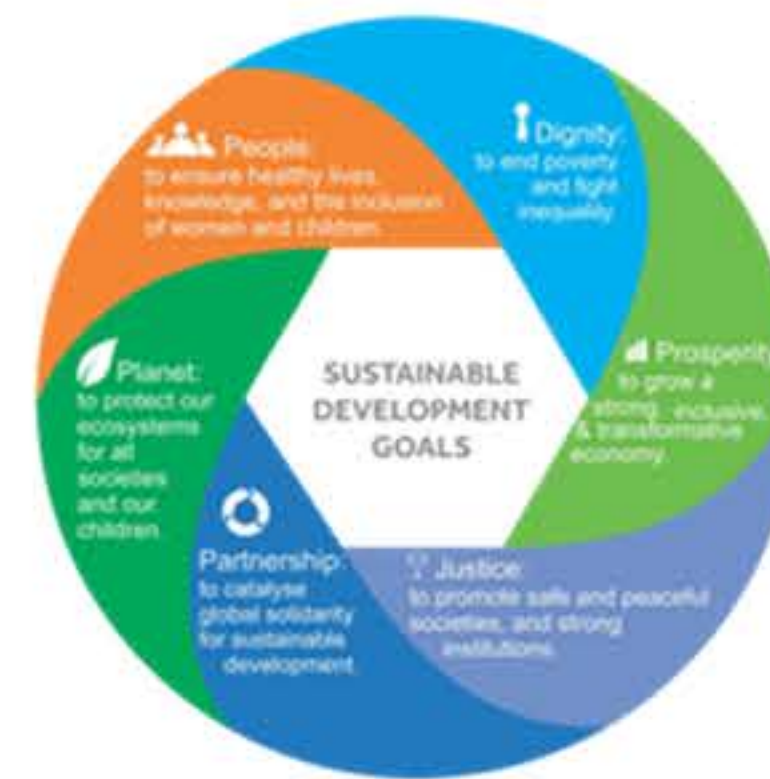 People:
to ensure healthy lives,
knowledge, and the inclusion
of women and children
Dignity:
to end poverty
and fight
inequality.
Prosperity
to grow a
strong, inclusive,
& transformative
economy.
Justice:
to promote safe and peaceful
societies, and strong
institutions.
Partnership:
to catalyse
global solidarity
for sustainable
development.
Planet:
to protect our
ecosystems
for all
societies
and our
children.
SUSTAINABLE
DEVELOPMENT
GOALS